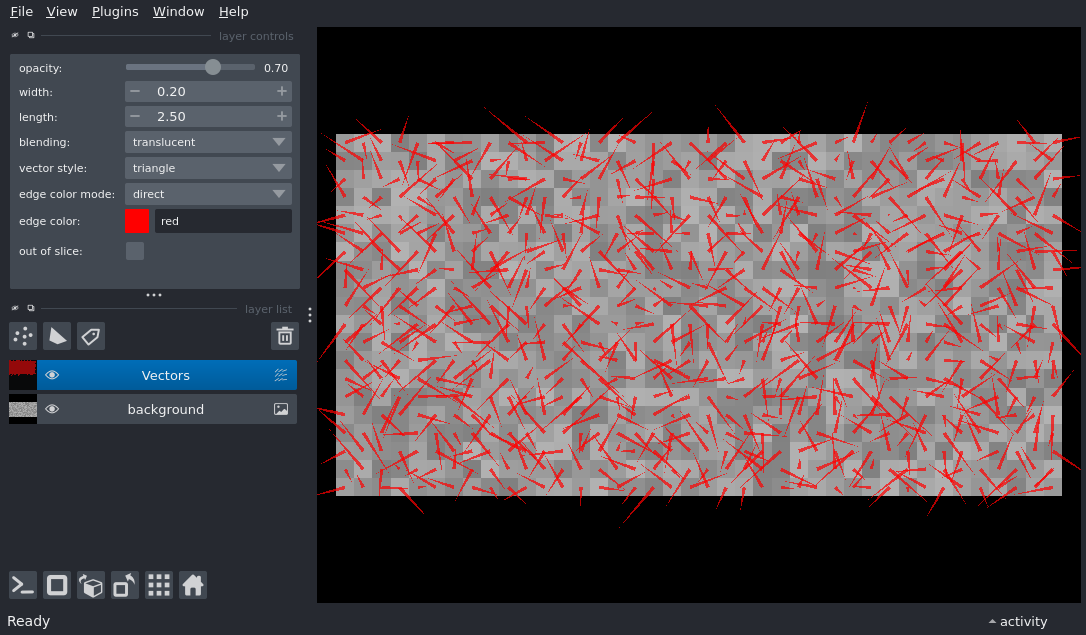 File View Plugins Window Help
layer controls
opacity: 0.70
width: − 0.20 +
length: − 2.50 +
blending: translucent
vector style: triangle
edge color mode: direct
edge color: red
out of slice:
layer list
Vectors
background
Ready
activity